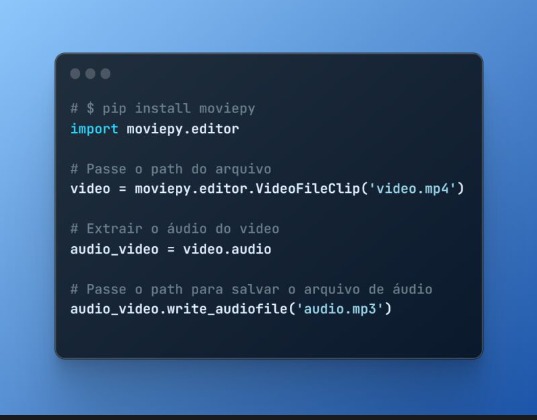 # $ pip install moviepy
import moviepy.editor
# Passe o path do arquivo
video = moviepy.editor.VideoFileClip('video.mp4')
# Extrair o áudio do video
audio_video = video.audio
# Passe o path para salvar o arquivo de áudio
audio_video.write_audiofile('audio.mp3')